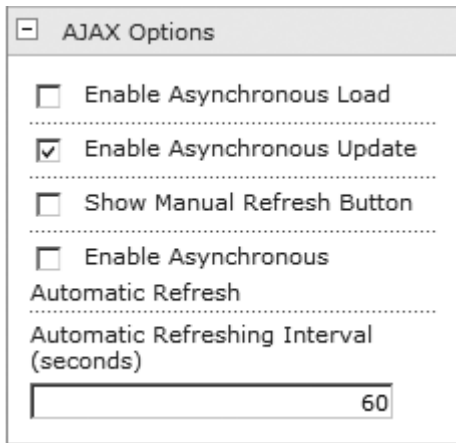 AJAX Options
Enable Asynchronous Load
Enable Asynchronous Update
Show Manual Refresh Button
Enable Asynchronous
Automatic Refresh
Automatic Refreshing Interval
(seconds)
60